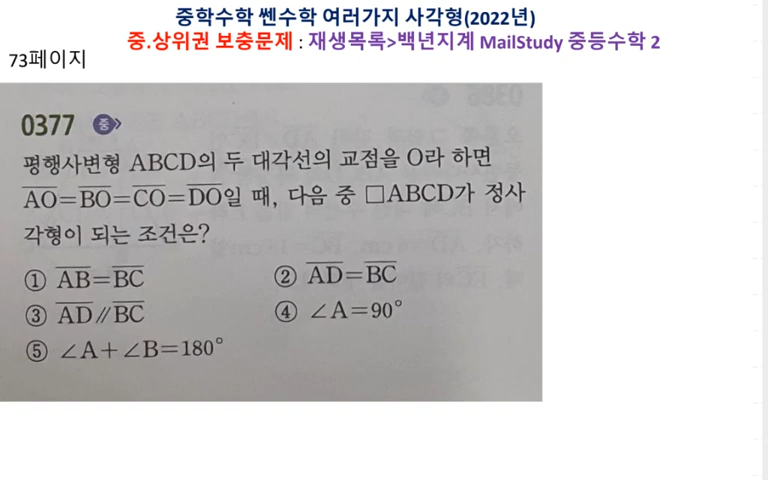 중학수학 쎈수학 여러가지 사각형(2022년)
중.상위권 보충문제 : 재생목록>백년지계 MailStudy 중등수학 2
73페이지
0377 중
평행사변형 ABCD의 두 대각선의 교점을 O라 하면
AO=BO=CO=DO일 때, 다음 중 □ABCD가 정사
각형이 되는 조건은?
① AB=BC ② AD=BC
③ AD∥BC ④ ∠A=90°
⑤ ∠A+∠B=180°